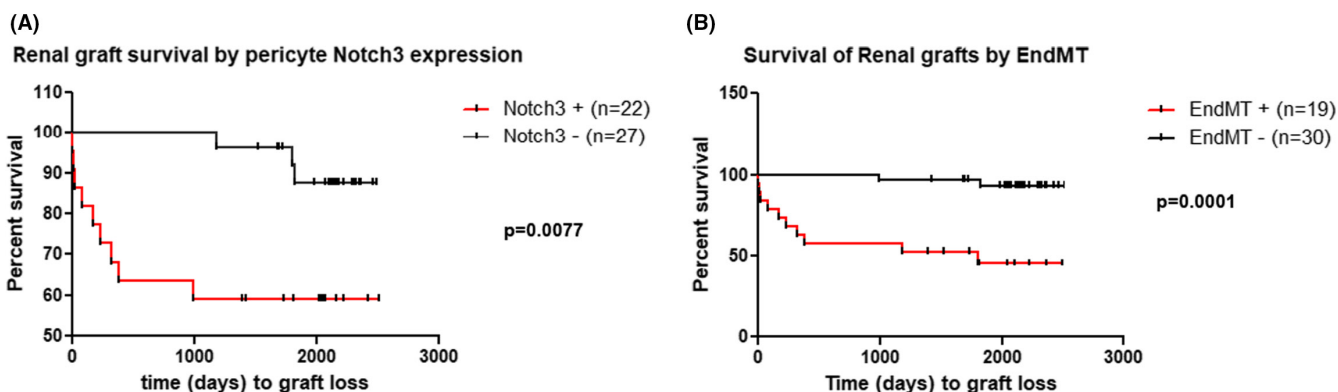 (A)
Renal graft survival by pericyte Notch3 expression
110
100
90
80
70
60
50
Percent survival
0
1000
2000
3000
time (days) to graft loss
Notch3 + (n=22)
Notch3 - (n=27)
p=0.0077
(B)
Survival of Renal grafts by EndMT
150
100
50
0
Percent survival
0
1000
2000
3000
Time (days) to graft loss
EndMT + (n=19)
EndMT - (n=30)
p=0.0001